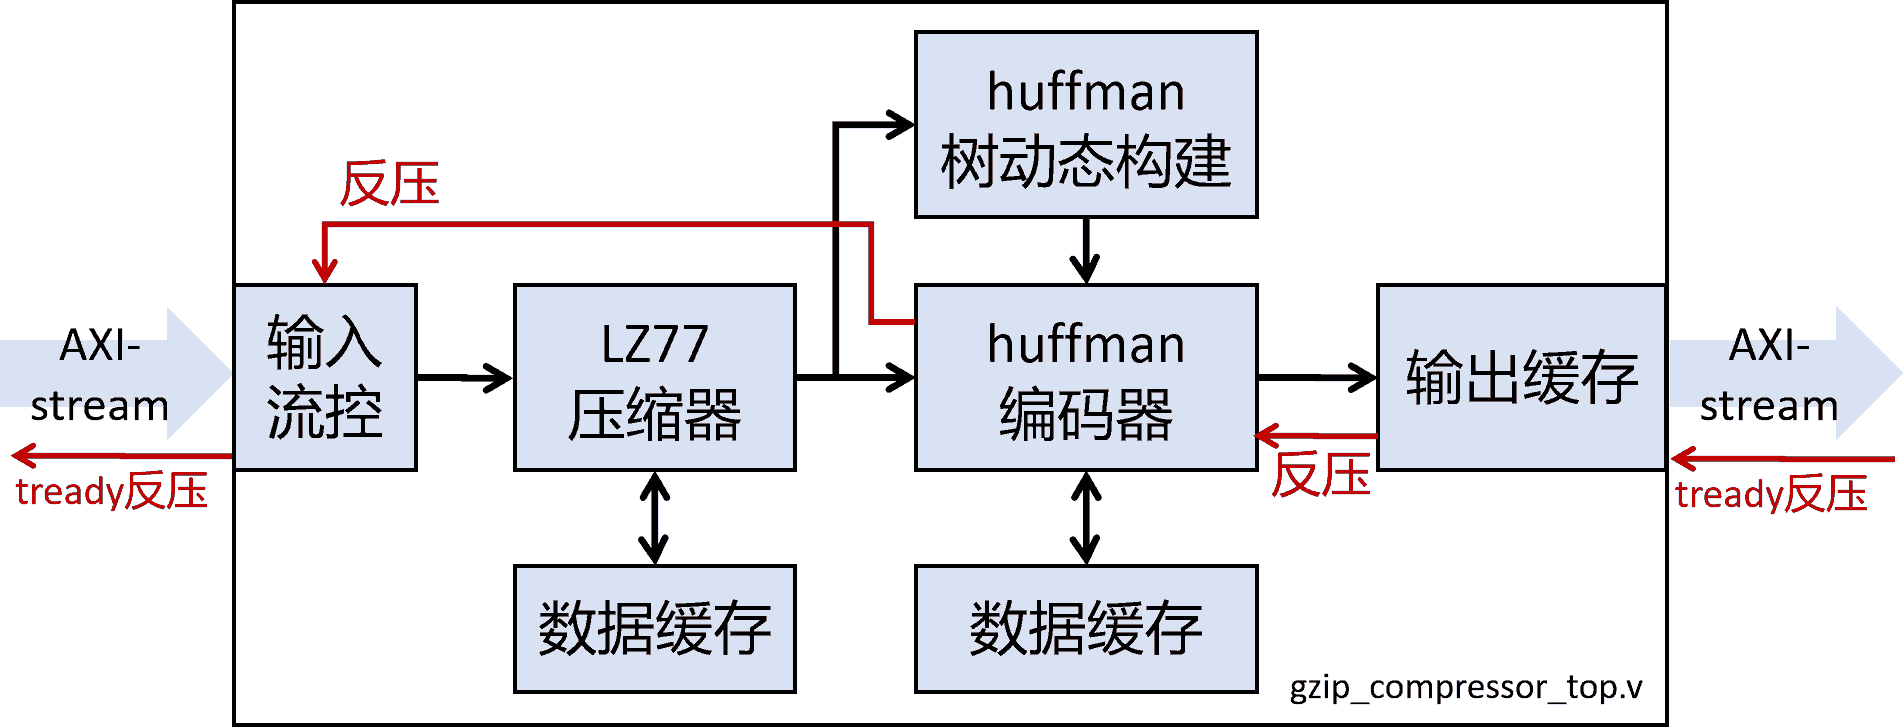 huffman
树动态构建
反压
AXI-
stream
tready反压
输入
流控
LZ77
压缩器
huffman
编码器
反压
输出缓存
AXI-
stream
tready反压
数据缓存
数据缓存
gzip_compressor_top.v